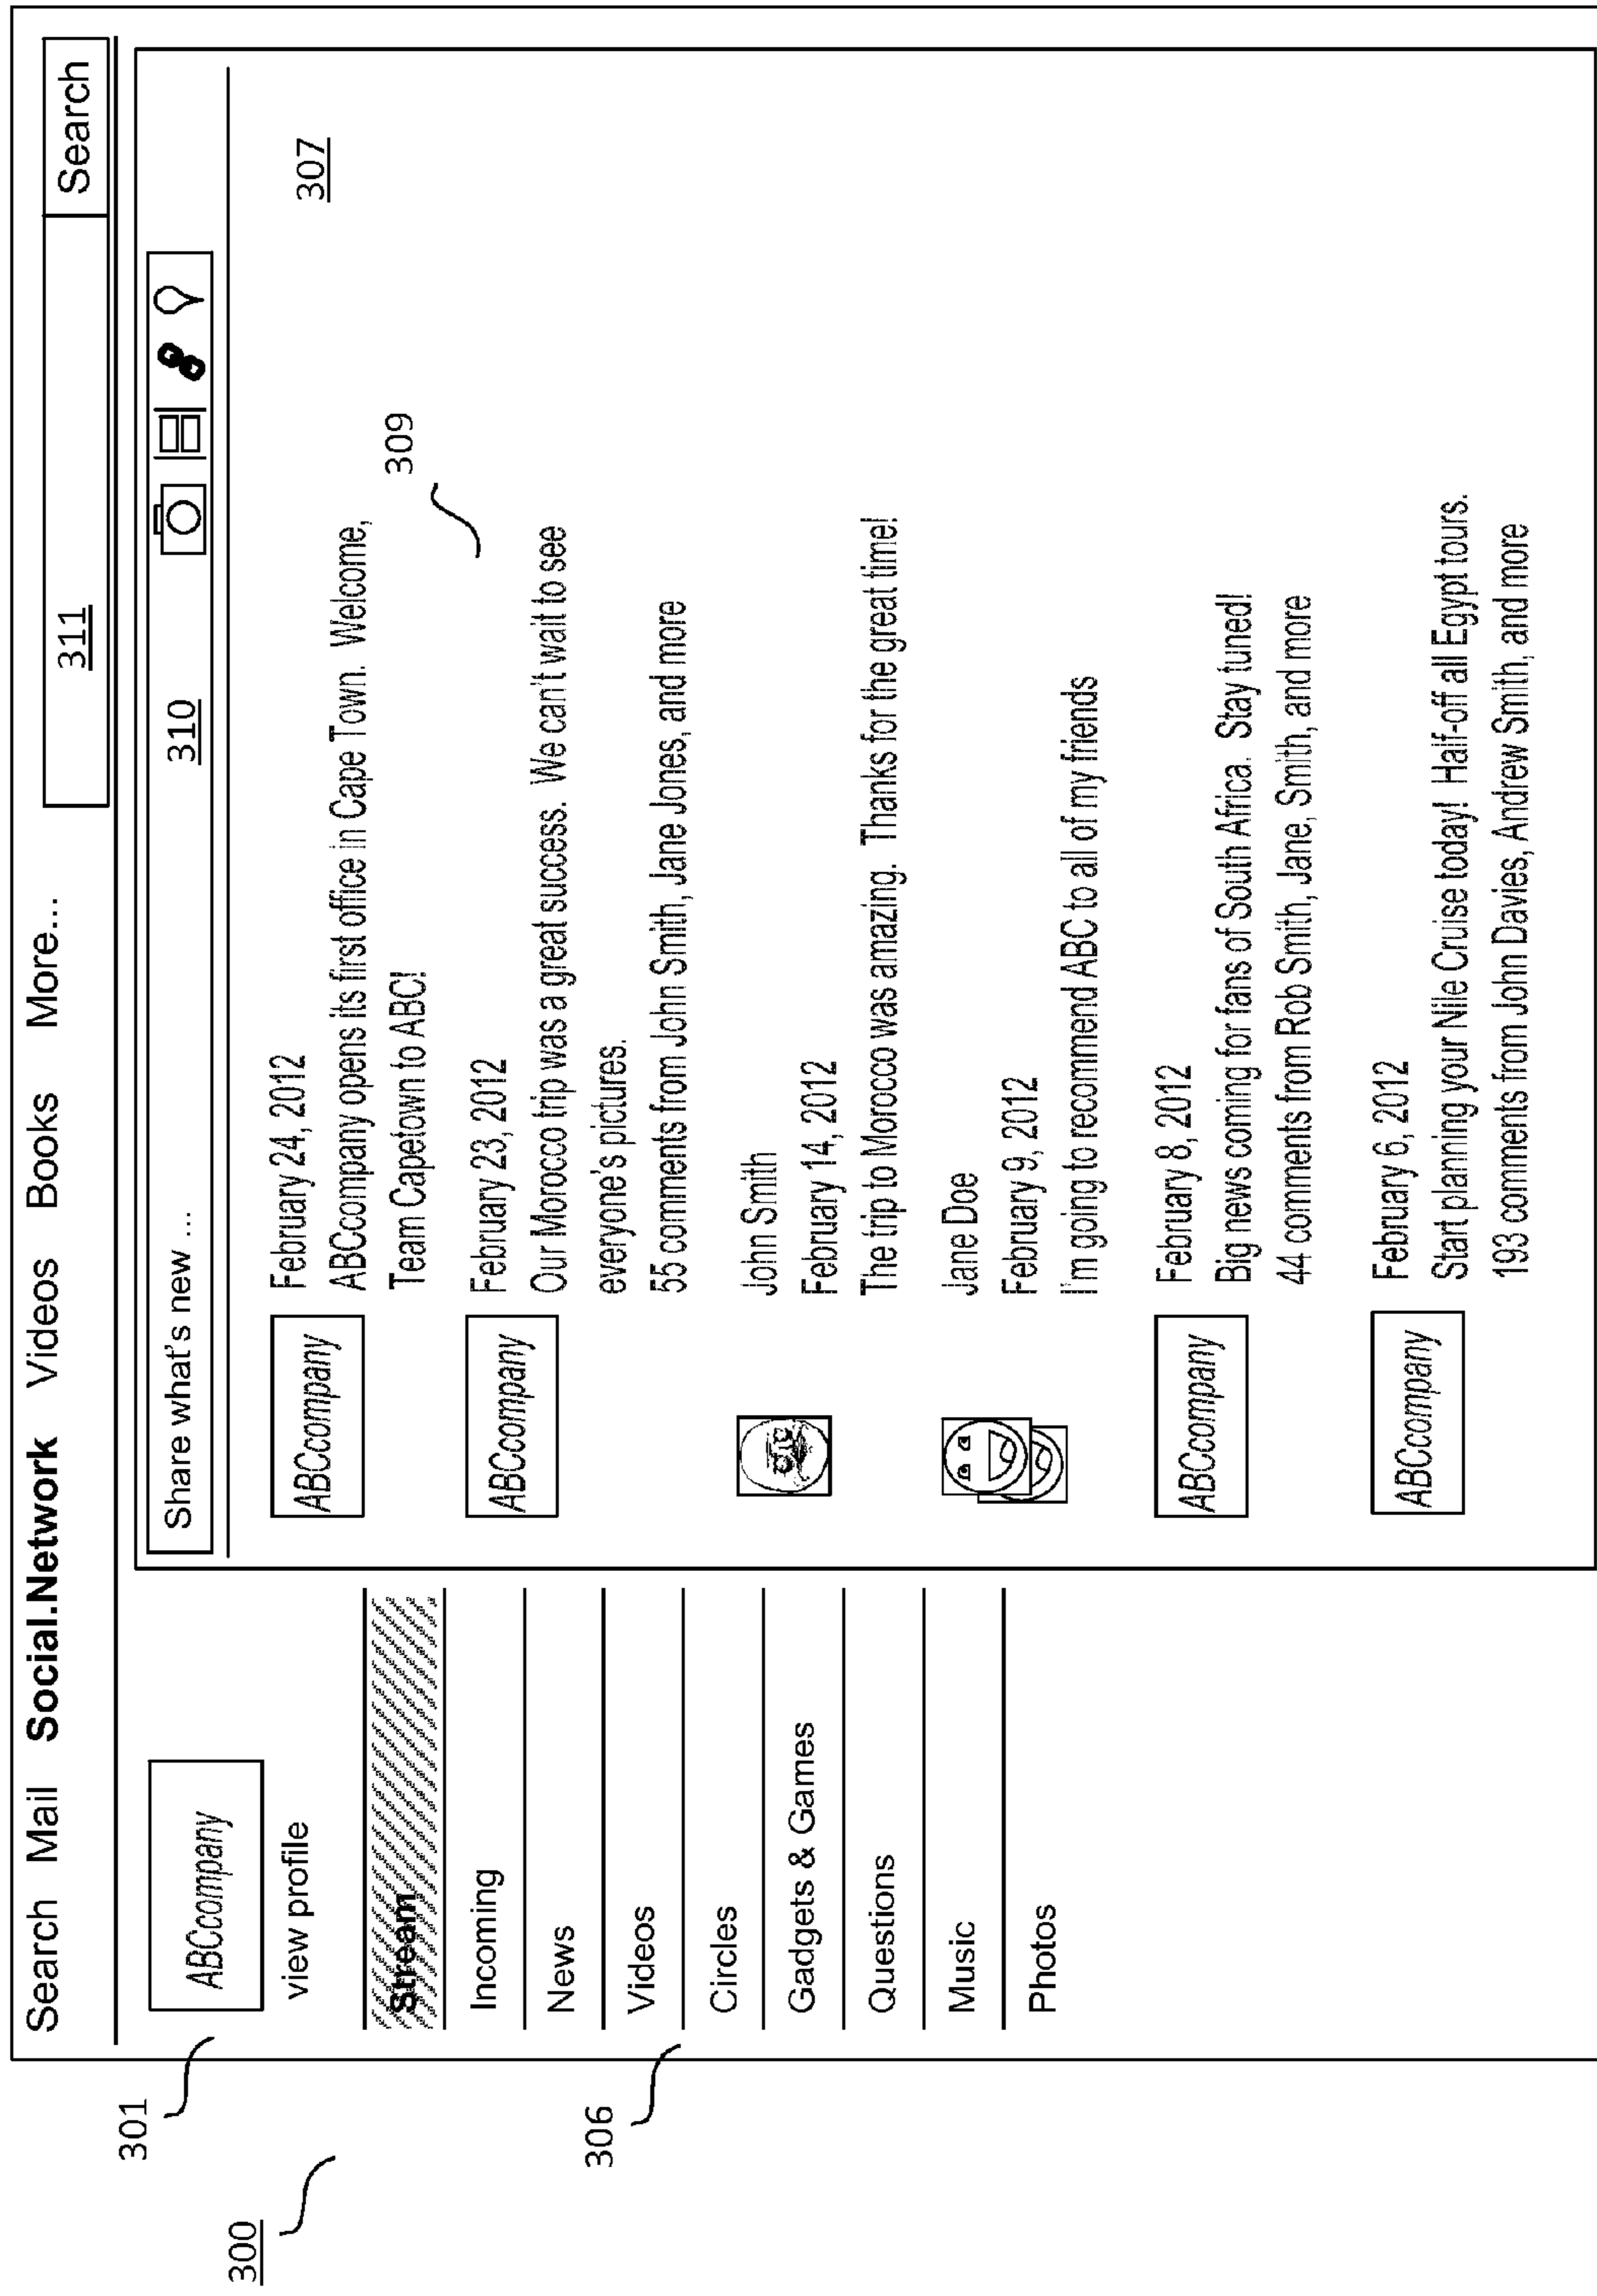 Search Mail Social.Network Videos Books More...
311 Search
301
ABCcompany
view profile
300
Stream
Incoming
News
306
Videos
Circles
Gadgets & Games
Questions
Music
Photos
Share what's new ... 310
307
ABCcompany
February 24, 2012
ABCcompany opens its first office in Cape Town. Welcome,
Team Capetown to ABC!
309
ABCcompany
February 23, 2012
Our Morocco trip was a great success. We can't wait to see
everyone's pictures.
55 comments from John Smith, Jane Jones, and more
John Smith
February 14, 2012
The trip to Morocco was amazing. Thanks for the great time!
Jane Doe
February 9, 2012
I'm going to recommend ABC to all of my friends
ABCcompany
February 8, 2012
Big news coming for fans of South Africa. Stay tuned!
44 comments from Rob Smith, Jane, Smith, and more
ABCcompany
February 6, 2012
Start planning your Nile Cruise today! Half-off all Egypt tours.
193 comments from John Davies, Andrew Smith, and more